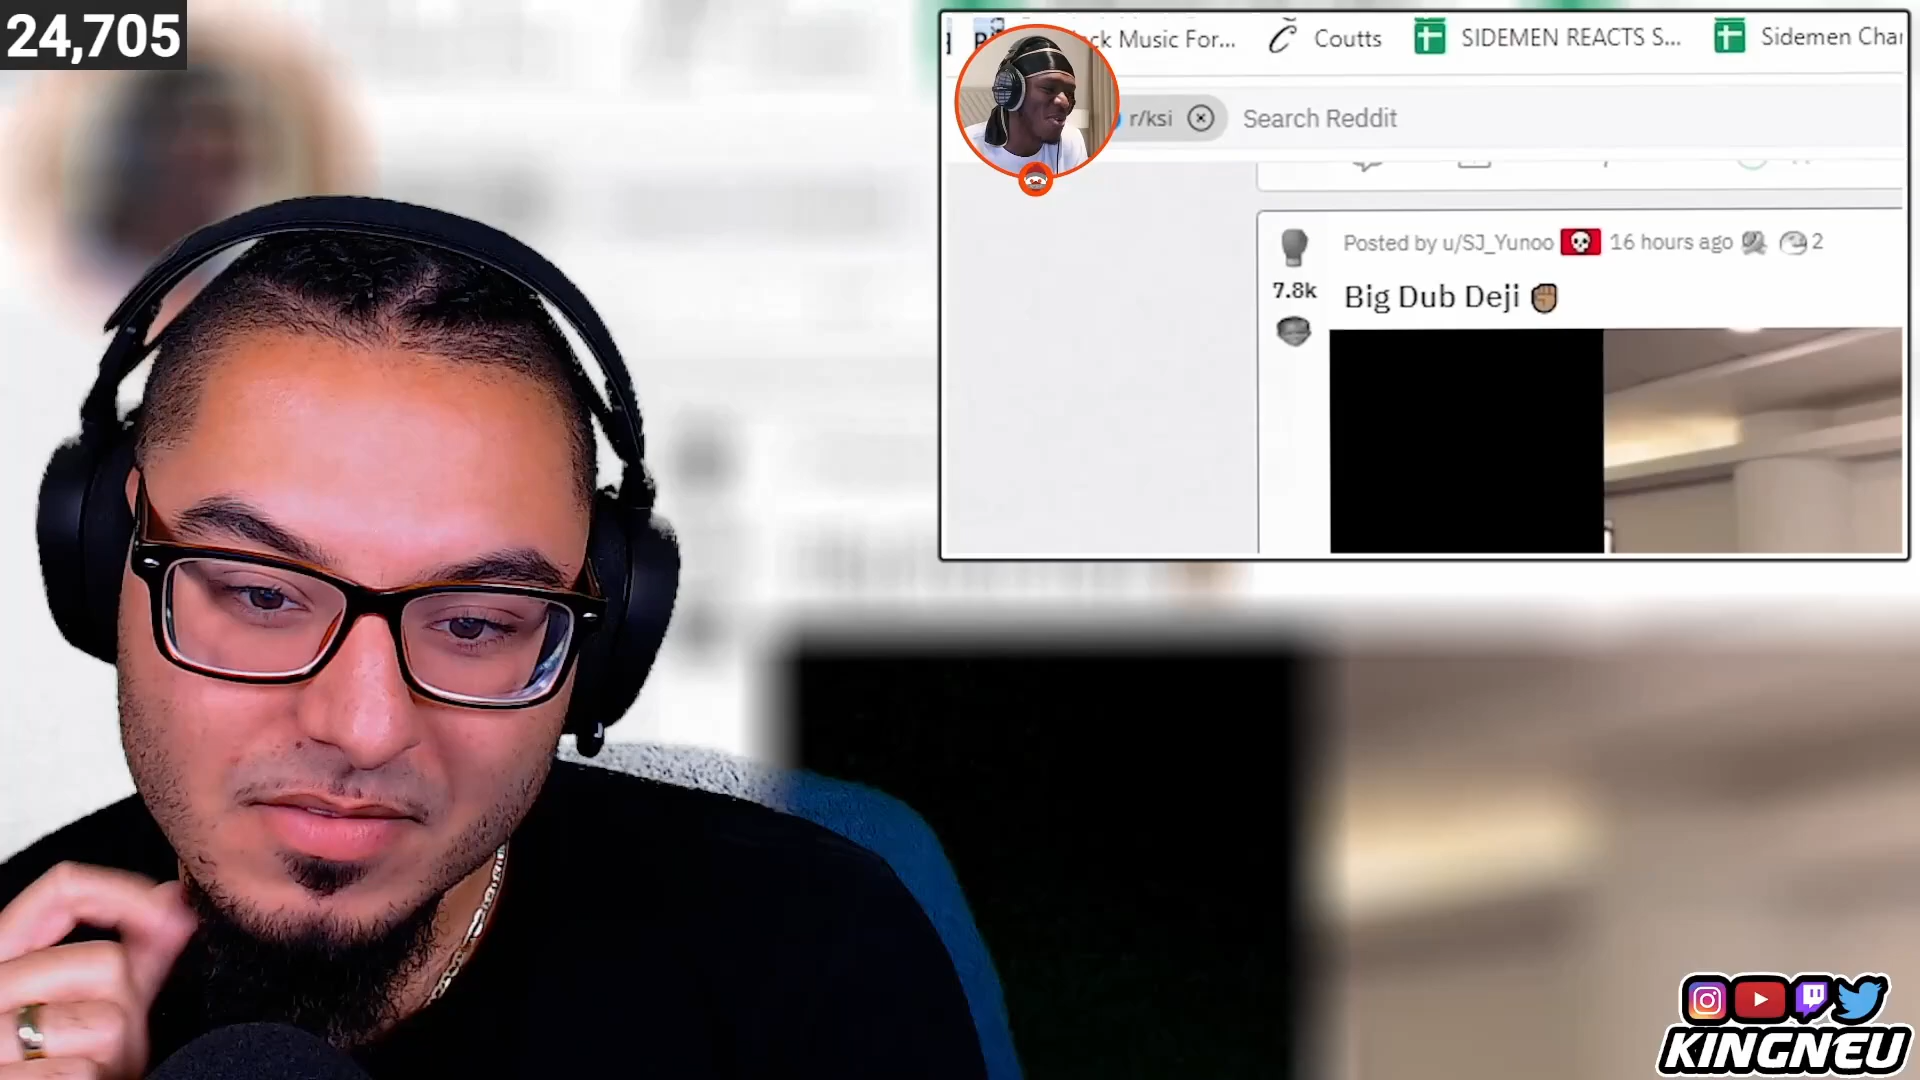 24,705
ck Music For...
Coutts
SIDEMEN REACTS S...
Sidemen Cha
r/ksi
Search Reddit
Posted by u/SJ_Yunoo
16 hours ago
2
7.8k
Big Dub Deji
KINGNEU